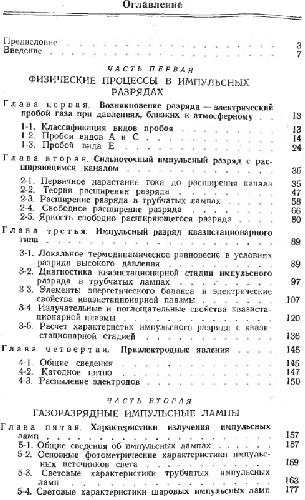 Оглавление
Предисловие 3
Введение 7
ЧАСТЬ ПЕРВАЯ
ФИЗИЧЕСКИЕ ПРОЦЕССЫ В ИМПУЛЬСНЫХ
РАЗРЯДАХ
Глава первая. Возникновение разряда — электрический
пробой газа при давлениях, близких к атмосферному 13
1-1. Классификация видов пробоя 13
1-2. Пробой видов А и С 14
1-3. Пробой вида Е 24
Глава вторая. Сильноточный импульсный разряд с рас-
ширяющимся каналом 35
2-1. Первичное нарастание тока до расширения канала 35
2-2. Теории расширения разряда 47
2-3. Расширение разряда в трубчатых лампах 58
2-4. Свободное расширение разряда 66
2-5. Яркость свободно расширяющегося разряда 80
Глава третья. Импульсный разряд квазистационарного
типа 89
3-1. Локальное термодинамическое равновесие в условиях
разряда высокого давления 89
3-2. Диагностика квазистационарной стадии импульсного
разряда в трубчатых лампах 97
3-3. Элементы энергетического баланса и электрические
свойства квазистационарной плазмы 107
3-4. Излучательные и поглощательные свойства квазиста-
ционарной плазмы 120
3-5. Расчет характеристик импульсного разряда с квази-
стационарной стадией 136
Глава четвертая. Приэлектродные явления 145
4-1. Общие сведения 145
4-2. Катодное пятно 147
4-3. Распыление электродов 150
ЧАСТЬ ВТОРАЯ
ГАЗОРАЗРЯДНЫЕ ИМПУЛЬСНЫЕ ЛАМПЫ
Глава пятая. Характеристики излучения импульсных
ламп 157
5-1. Общие сведения об импульсных лампах 157
5-2. Основные фотометрические характеристики импульс-
ных источников света 159
5-3. Световые характеристики трубчатых импульсных
ламп 163
5-4. Световые характеристики шаровых импульсных ламп 177